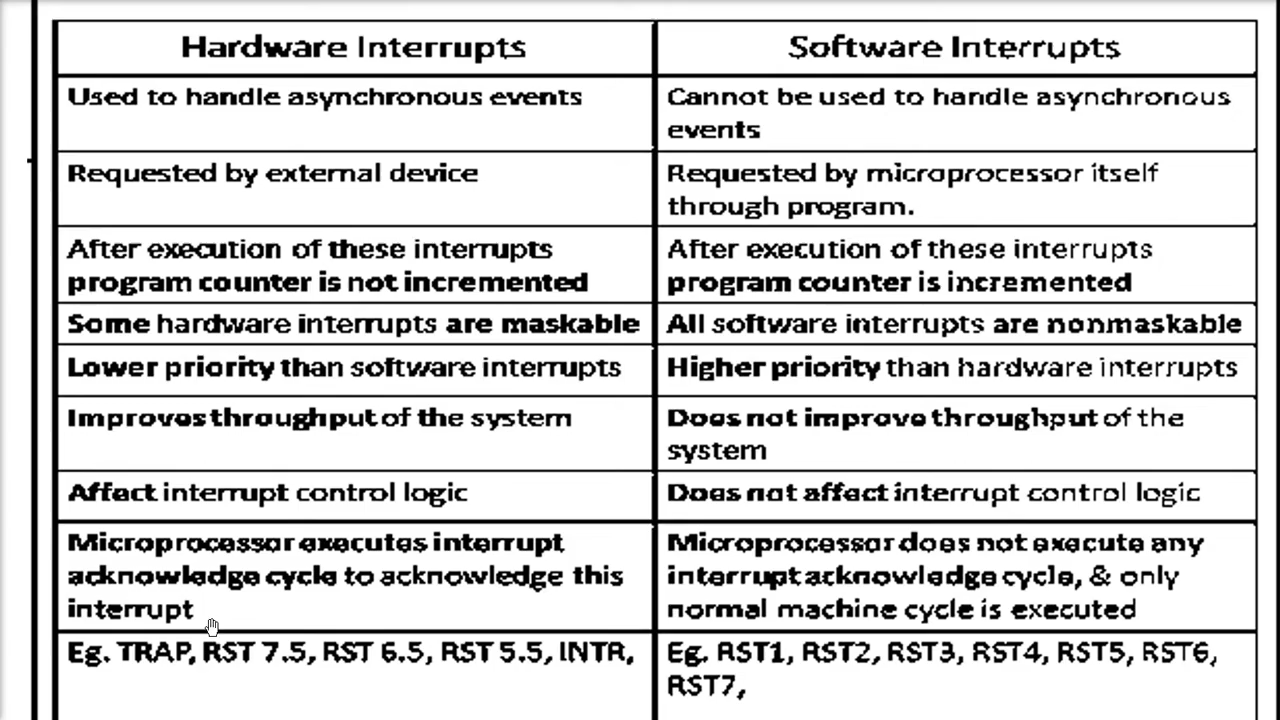 Hardware Interrupts
Software Interrupts
Used to handle asynchronous events
Cannot be used to handle asynchronous
events
Requested by external device
Requested by microprocessor itself
through program.
After execution of these interrupts
program counter is not incremented
After execution of these interrupts
program counter is incremented
Some hardware interrupts are maskable
All software interrupts are nonmaskable
Lower priority than software interrupts
Higher priority than hardware interrupts
Improves throughput of the system
Does not improve throughput of the
system
Affect interrupt control logic
Does not affect interrupt control logic
Microprocessor executes interrupt
acknowledge cycle to acknowledge this
interrupt
Microprocessor does not execute any
interrupt acknowledge cycle, & only
normal machine cycle is executed
Eg. TRAP, RST 7.5, RST 6.5, RST 5.5, INTR,
Eg. RST1, RST2, RST3, RST4, RST5, RST6,
RST7,